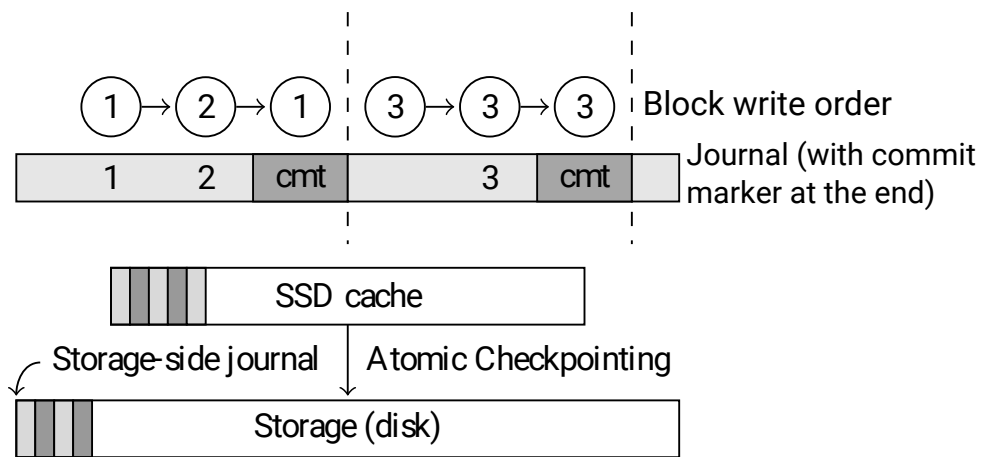 1 2 1 3 3 3 Block write order
1 2 cmt 3 cmt Journal (with commit
marker at the end)
SSD cache
Storage-side journal Atomic Checkpointing
Storage (disk)